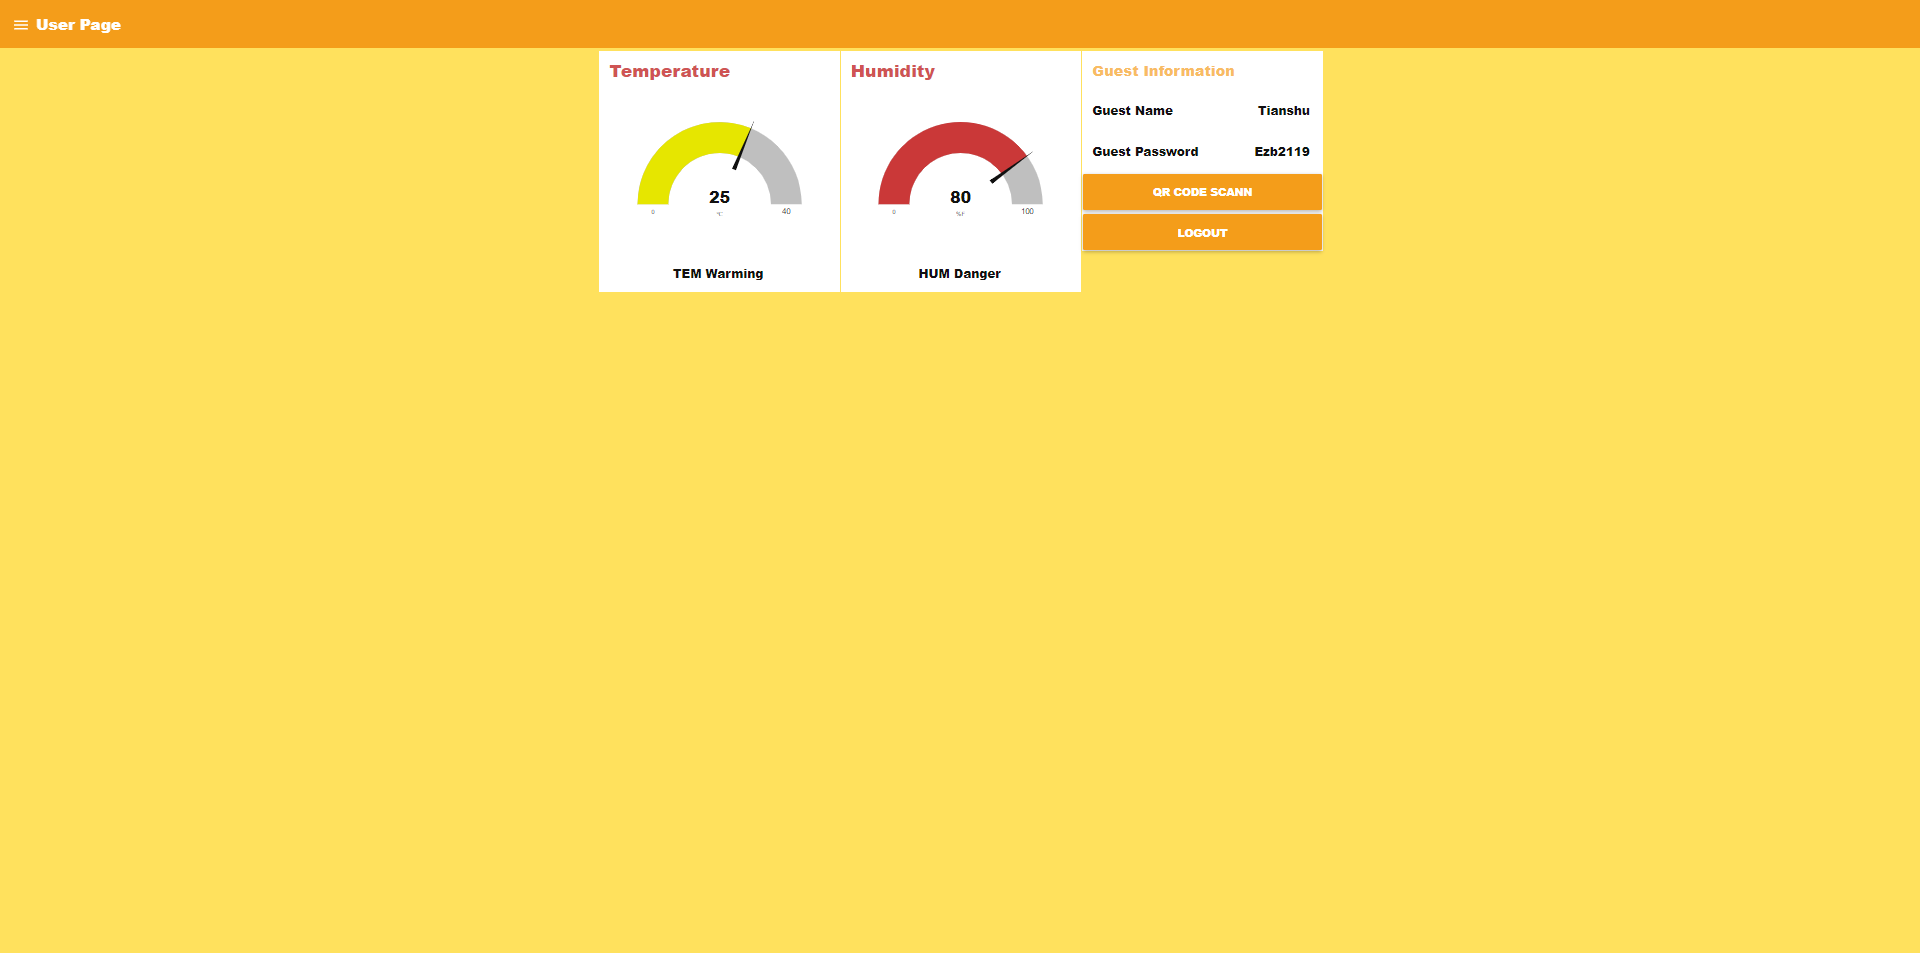 User Page
Temperature
25
°C
0
40
TEM Warming
Humidity
80
0
100
HUM Danger
Guest Information
Guest Name Tianshu
Guest Password Ezb2119
QR CODE SCANN
LOGOUT